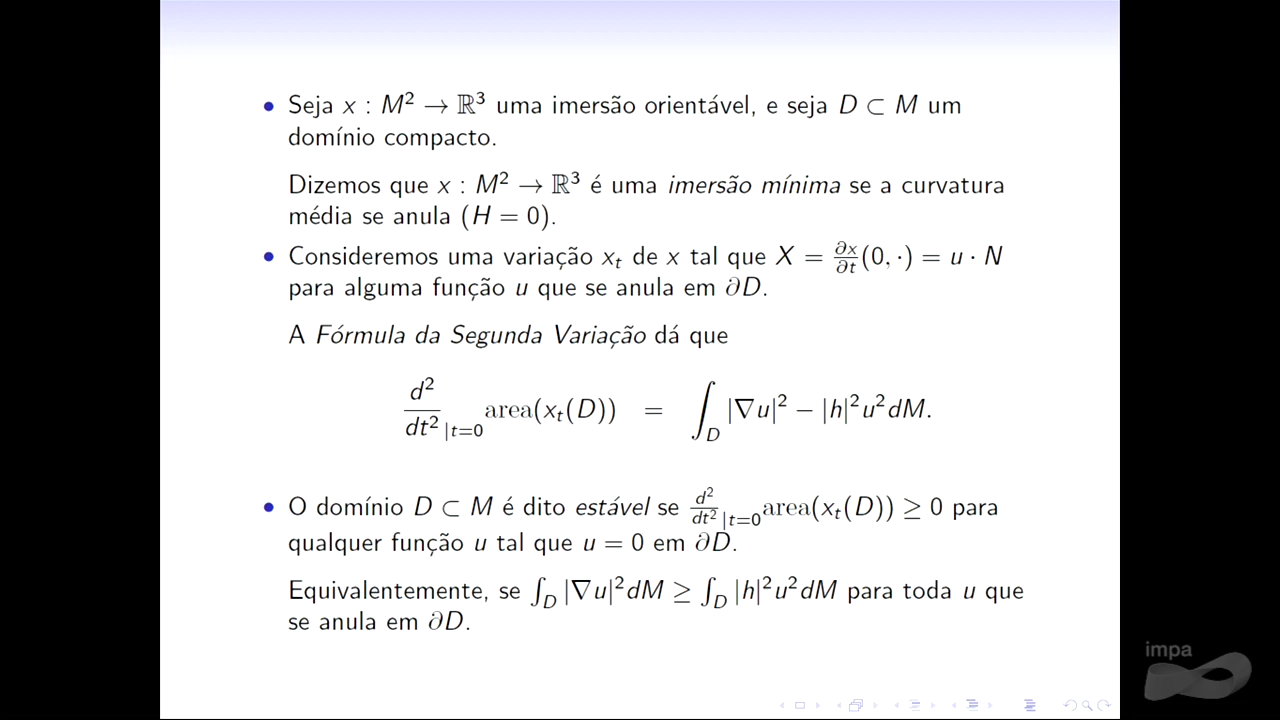 • Seja x : M² → ℝ³ uma imersão orientável, e seja D ⊂ M um
domínio compacto.
Dizemos que x : M² → ℝ³ é uma imersão mínima se a curvatura
média se anula (H = 0).
• Consideremos uma variação xₜ de x tal que X = ∂x/∂t (0, ·) = u · N
para alguma função u que se anula em ∂D.
A Fórmula da Segunda Variação dá que
d²/dt² |t=0 area(xₜ(D)) = ∫_D |∇u|² − |h|²u²dM.
• O domínio D ⊂ M é dito estável se d²/dt² |t=0 area(xₜ(D)) ≥ 0 para
qualquer função u tal que u = 0 em ∂D.
Equivalentemente, se ∫_D |∇u|²dM ≥ ∫_D |h|²u²dM para toda u que
se anula em ∂D.
impa